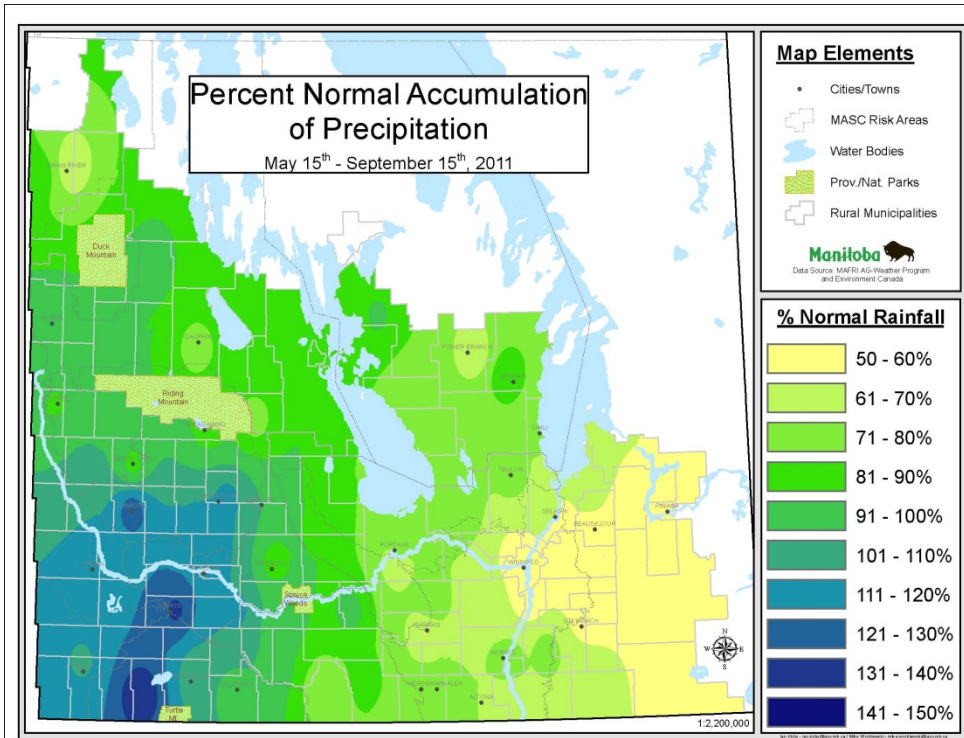 Percent Normal Accumulation
of Precipitation
May 15th - September 15th, 2011
Map Elements
Cities/Towns
MASC Risk Areas
Water Bodies
Prov./Nat. Parks
Rural Municipalities
Manitoba
Data Source: MAFRI AG-Weather Program
and Environment Canada
% Normal Rainfall
50 - 60%
61 - 70%
71 - 80%
81 - 90%
91 - 100%
101 - 110%
111 - 120%
121 - 130%
131 - 140%
141 - 150%
SWAN RIVER
Duck
Mountain
DAUPHIN
FISHER BRANCH
Riding
Mountain
GIMLI
TEULON
SELKIRK
BEAUSEJOUR
PINAWA
PORTAGE
WINNIPEG
Spruce
Woods
CARMAN
STEINBACH
MORRIS
MORDEN
WINKLER
ALTONA
Turtle
Mt
N
W
E
S
1:2,200,000